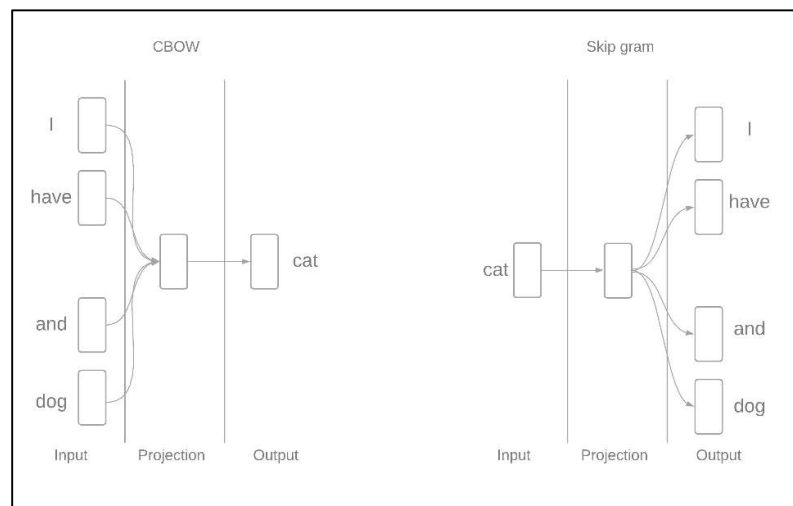 CBOW
I
have
and
dog
cat
Input
Projection
Output
Skip gram
cat
I
have
and
dog
Input
Projection
Output